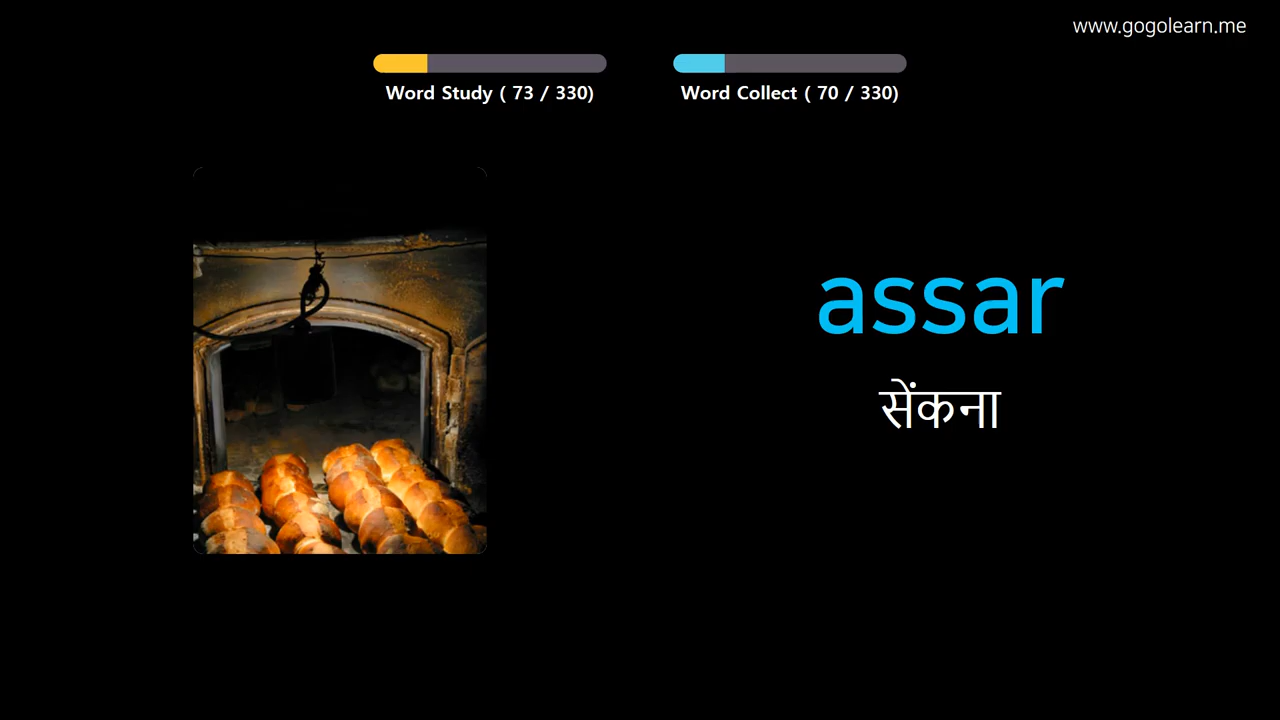 www.gogolearn.me
Word Study ( 73 / 330)
Word Collect ( 70 / 330)
assar
सेंकना